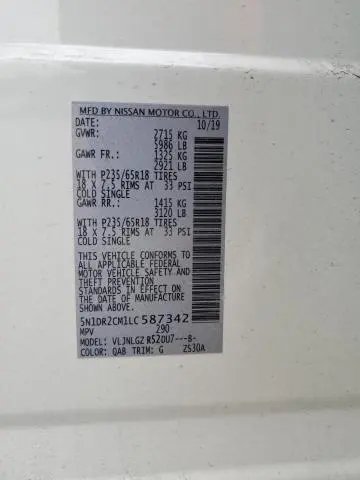 MFD BY NISSAN MOTOR CO., LTD.
DATE: 10/19
GVWR: 2715 KG
5986 LB
GAWR FR.: 1325 KG
2921 LB
WITH P235/65R18 TIRES
18 X 7.5 RIMS AT 33 PSI
COLD SINGLE
GAWR RR.: 1415 KG
3120 LB
WITH P235/65R18 TIRES
18 X 7.5 RIMS AT 33 PSI
COLD SINGLE
THIS VEHICLE CONFORMS TO
ALL APPLICABLE FEDERAL
MOTOR VEHICLE SAFETY AND
THEFT PREVENTION
STANDARDS IN EFFECT ON
THE DATE OF MANUFACTURE
SHOWN ABOVE.
5N1DR2CM1LC587342
MPV 290
MODEL: VLJNLGZ R52DU7---B-
COLOR: QAB TRIM: G ZS30A